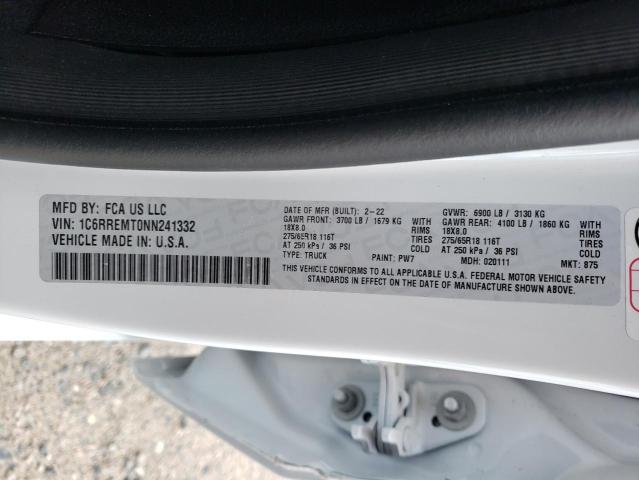 MFD BY: FCA US LLC
VIN: 1C6RREMT0NN241332
VEHICLE MADE IN: U.S.A.
DATE OF MFR (BUILT): 2-22
GAWR FRONT: 3700 LB / 1679 KG
18X8.0 RIMS
275/65R18 116T TIRES
AT 250 kPa / 36 PSI COLD
TYPE: TRUCK PAINT: PW7
GVWR: 6900 LB / 3130 KG
GAWR REAR: 4100 LB / 1860 KG
18X8.0 RIMS
275/65R18 116T TIRES
AT 250 kPa / 36 PSI COLD
MDH: 020111 MKT: 875
THIS VEHICLE CONFORMS TO ALL APPLICABLE U.S.A. FEDERAL MOTOR VEHICLE SAFETY
STANDARDS IN EFFECT ON THE DATE OF MANUFACTURE SHOWN ABOVE.